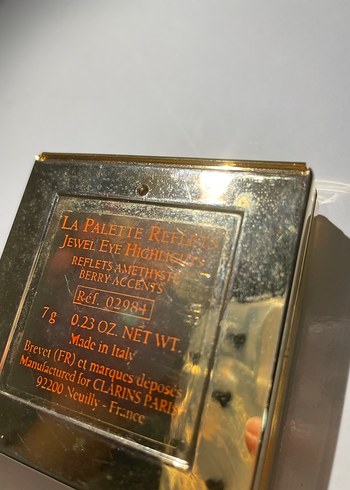 LA PALETTE REFLETS
JEWEL EYE HIGHLIGHTS
REFLETS AMETHYSTE
BERRY ACCENTS
Réf. 02984
7 g 0.23 OZ. NET WT.
Made in Italy
Brevet (FR) et marques déposés
Manufactured for CLARINS PARIS
92200 Neuilly - France